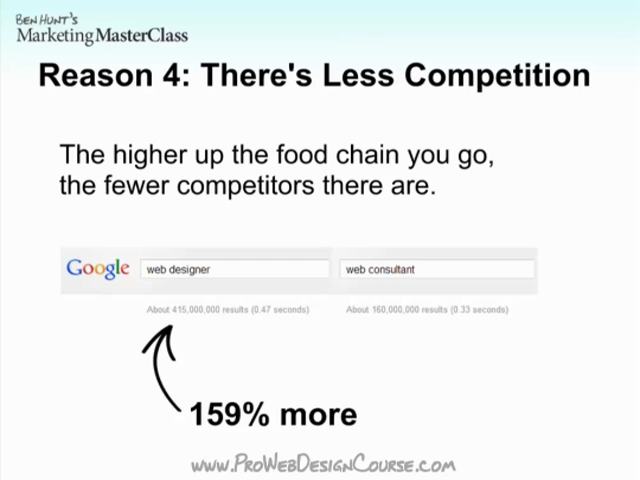 BEN HUNT'S
Marketing MasterClass
Reason 4: There's Less Competition
The higher up the food chain you go,
the fewer competitors there are.
Google web designer web consultant
About 415,000,000 results (0.47 seconds) About 160,000,000 results (0.33 seconds)
159% more
www.ProWebDesignCourse.com